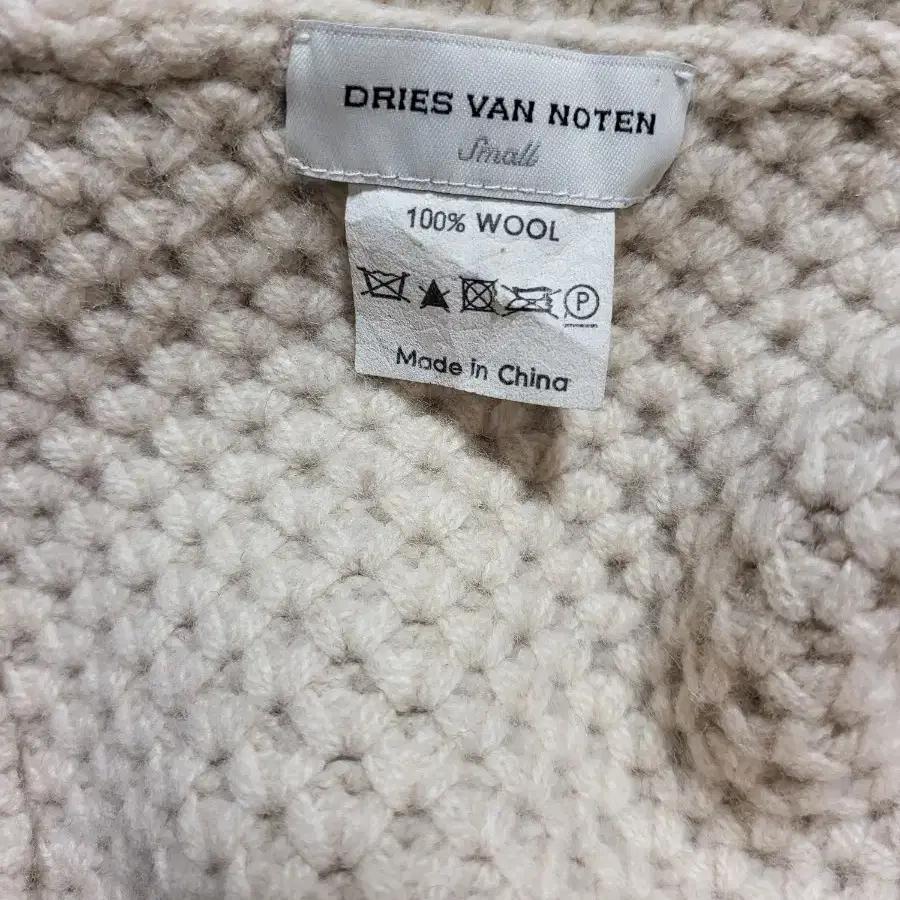 DRIES VAN NOTEN
Small
100% WOOL
P
Made in China